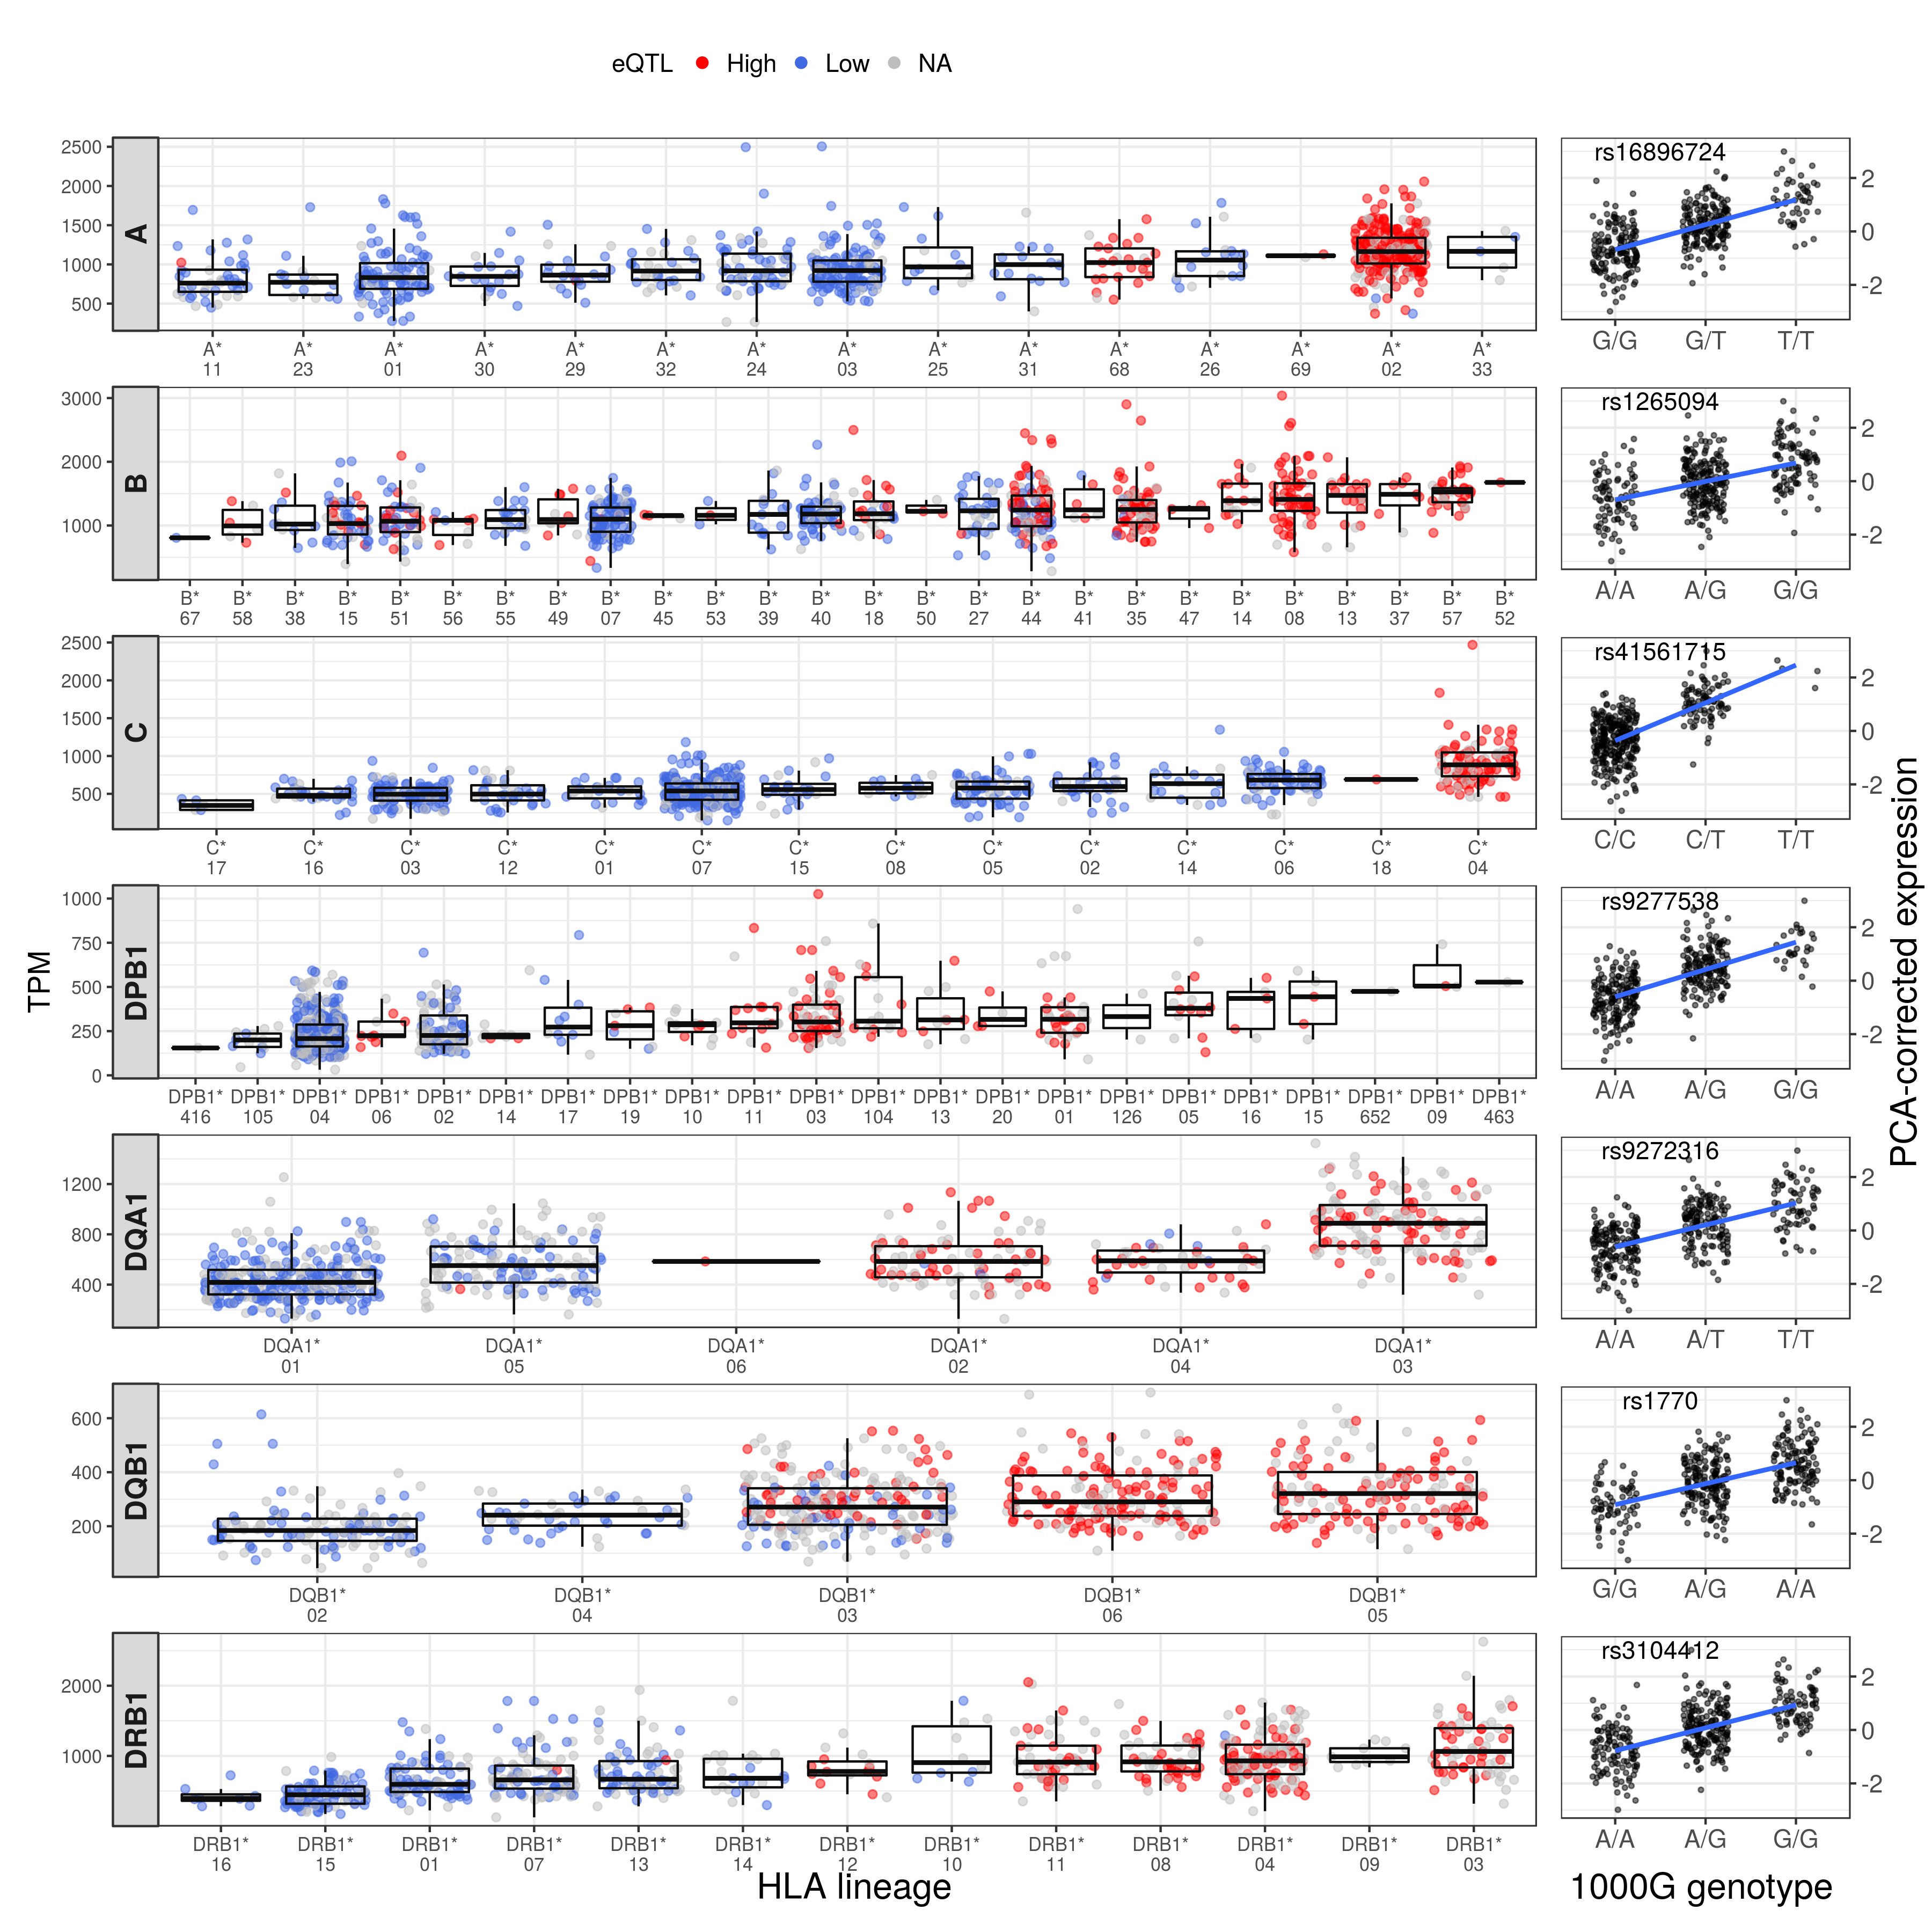 eQTL High Low NA
A
2500
2000
1500
1000
500
A* A* A* A* A* A* A* A* A* A* A* A* A* A* A*
11 23 01 30 29 32 24 03 25 31 68 26 69 02 33
rs16896724
2
0
-2
G/G G/T T/T
B
3000
2000
1000
B* B* B* B* B* B* B* B* B* B* B* B* B* B* B* B* B* B* B* B* B* B* B* B* B* B*
67 58 38 15 51 56 55 49 07 45 53 39 40 18 50 27 44 41 35 47 14 08 13 37 57 52
rs1265094
2
0
-2
A/A A/G G/G
C
2500
2000
1500
1000
500
C* C* C* C* C* C* C* C* C* C* C* C* C* C*
17 16 03 12 01 07 15 08 05 02 14 06 18 04
rs41561715
2
0
-2
C/C C/T T/T
TPM
DPB1
1000
750
500
250
0
DPB1* DPB1* DPB1* DPB1* DPB1* DPB1* DPB1* DPB1* DPB1* DPB1* DPB1* DPB1* DPB1* DPB1* DPB1* DPB1* DPB1* DPB1* DPB1* DPB1* DPB1* DPB1*
416 105 04 06 02 14 17 19 10 11 03 104 13 20 01 126 05 16 15 652 09 463
rs9277538
2
0
-2
A/A A/G G/G
PCA-corrected expression
DQA1
1200
800
400
DQA1* DQA1* DQA1* DQA1* DQA1* DQA1*
01 05 06 02 04 03
rs9272316
2
0
-2
A/A A/T T/T
DQB1
600
400
200
DQB1* DQB1* DQB1* DQB1* DQB1*
02 04 03 06 05
rs1770
2
0
-2
G/G A/G A/A
DRB1
2000
1000
DRB1* DRB1* DRB1* DRB1* DRB1* DRB1* DRB1* DRB1* DRB1* DRB1* DRB1* DRB1* DRB1*
16 15 01 07 13 14 12 10 11 08 04 09 03
rs3104412
2
0
-2
A/A A/G G/G
HLA lineage
1000G genotype